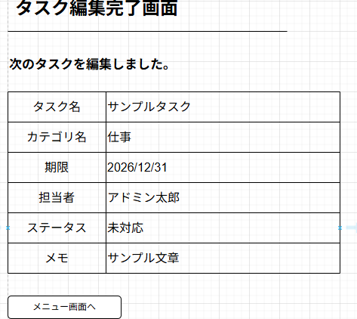 タスク編集完了画面
次のタスクを編集しました。
タスク名 サンプルタスク
カテゴリ名 仕事
期限 2026/12/31
担当者 アドミン太郎
ステータス 未対応
メモ サンプル文章
メニュー画面へ